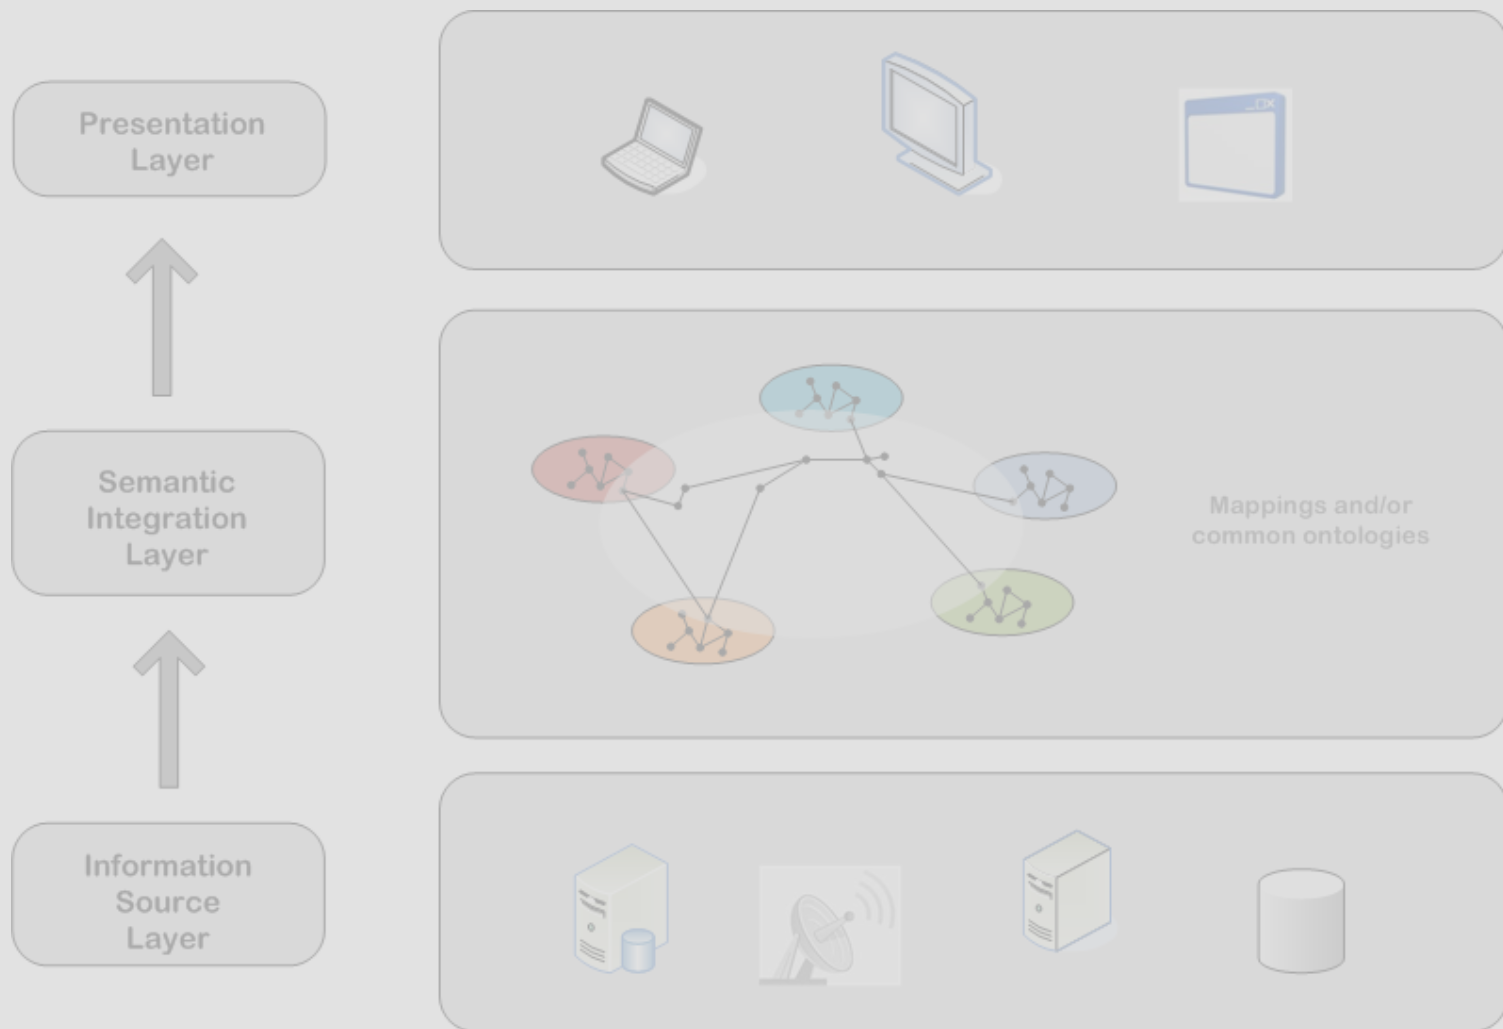 Presentation
Layer
Semantic
Integration
Layer
Mappings and/or
common ontologies
Information
Source
Layer